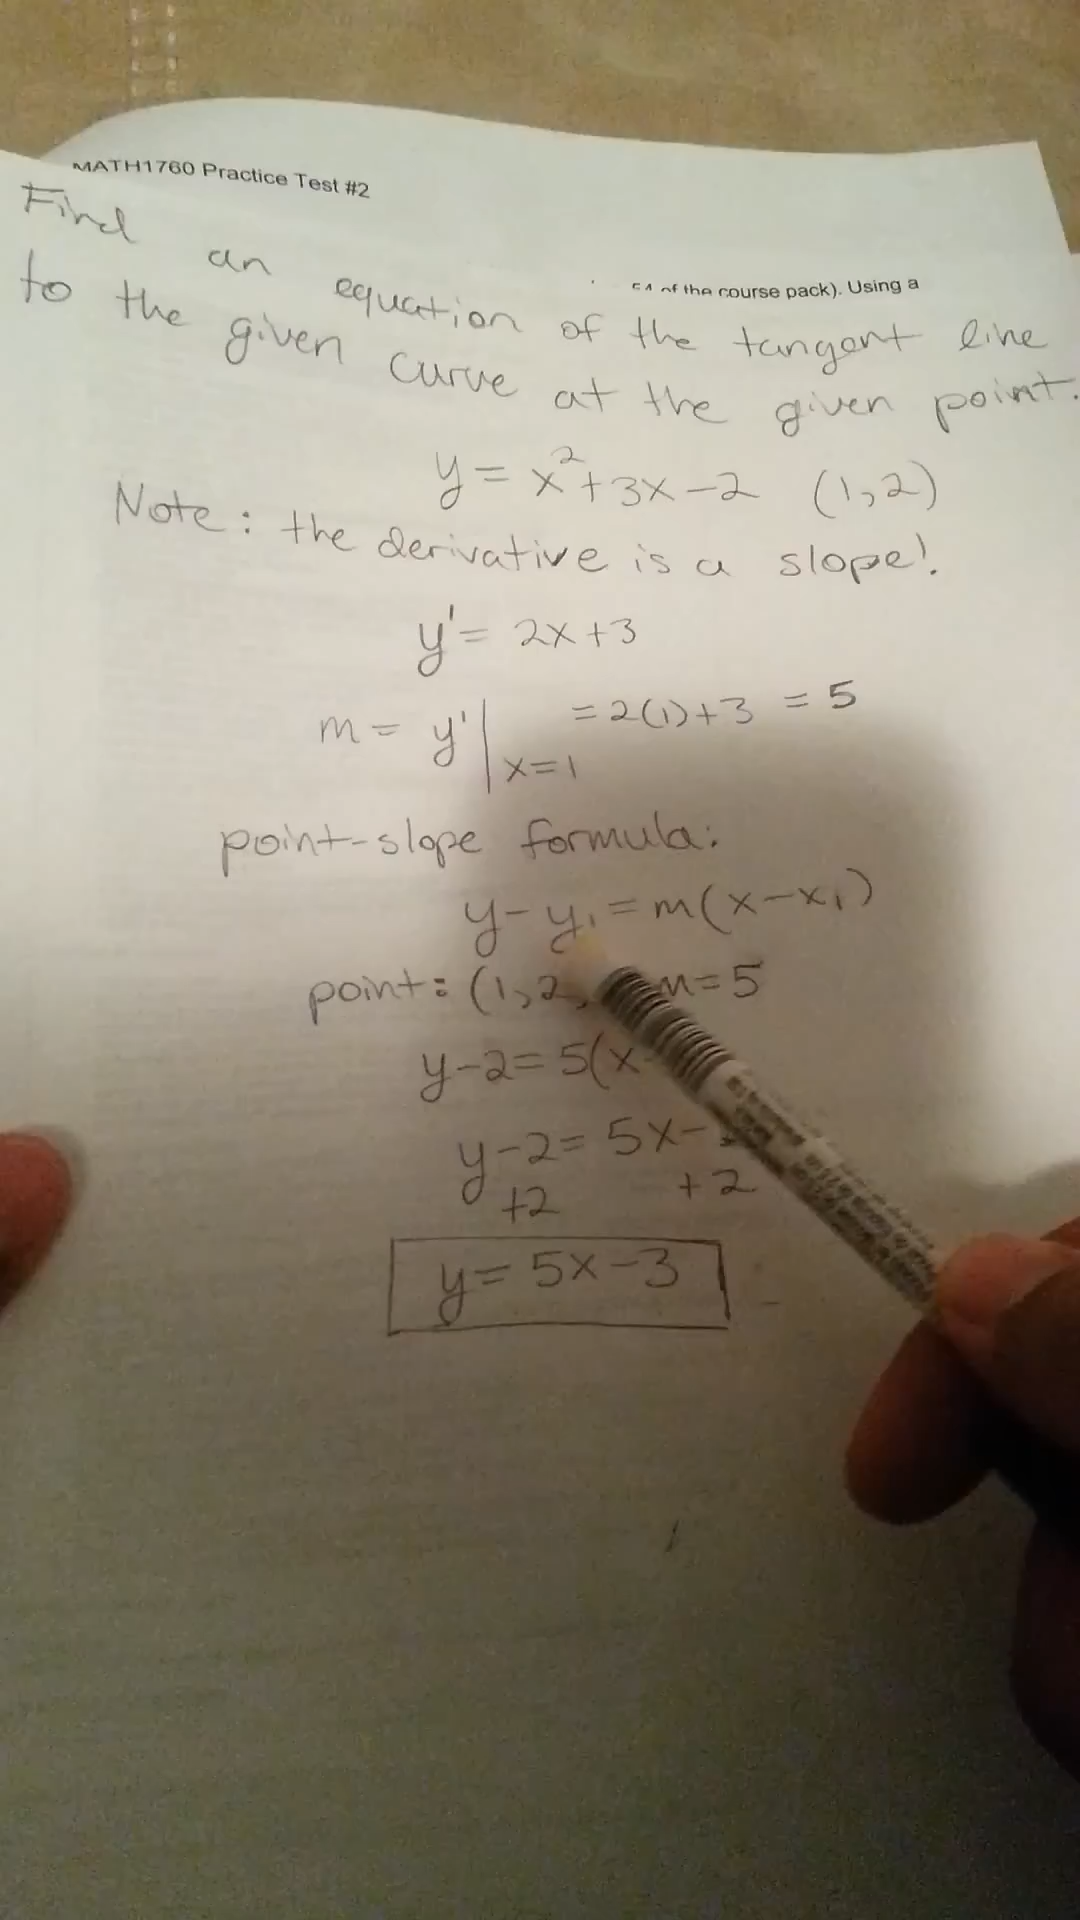 MATH1760 Practice Test #2
of the course pack). Using a
Find an equation of the tangent line
to the given curve at the given point.
y = x²+3x-2 (1,2)
Note: the derivative is a slope!
y' = 2x+3
m = y'|x=1 = 2(1)+3 = 5
point-slope formula:
y-y₁=m(x-x₁)
point: (1,2 m=5
y-2=5(x
y-2=5x-
+2 +2
y=5x-3